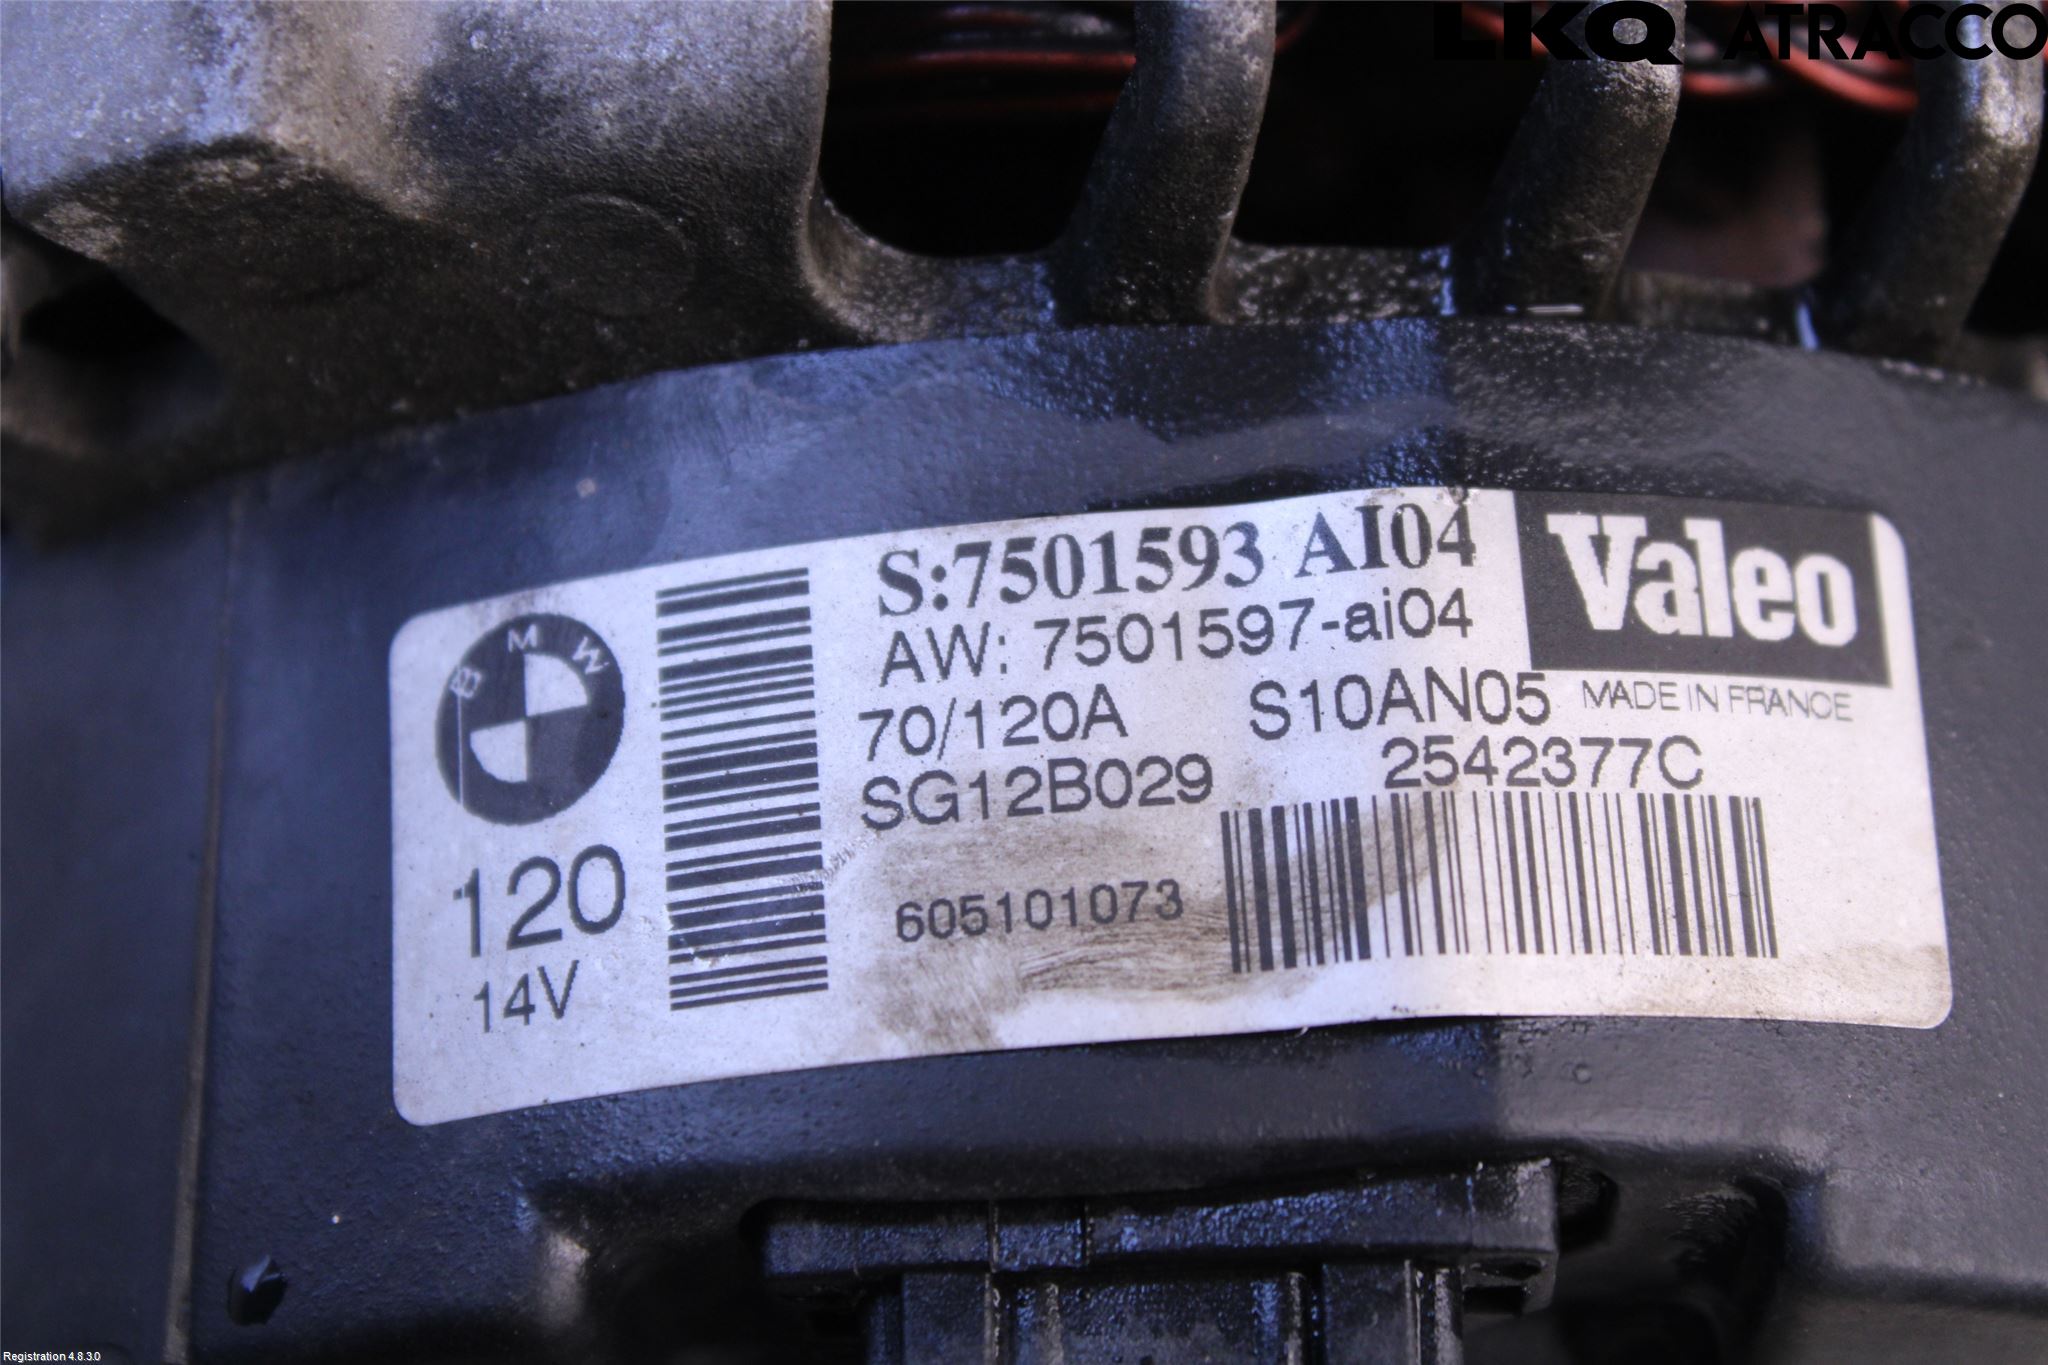 LKQ ATRACCO
S:7501593 AI04
Valeo
AW: 7501597-ai04
BMW
70/120A S10AN05 MADE IN FRANCE
SG12B029 2542377C
120
605101073
14V
Registration 4.8.3.0